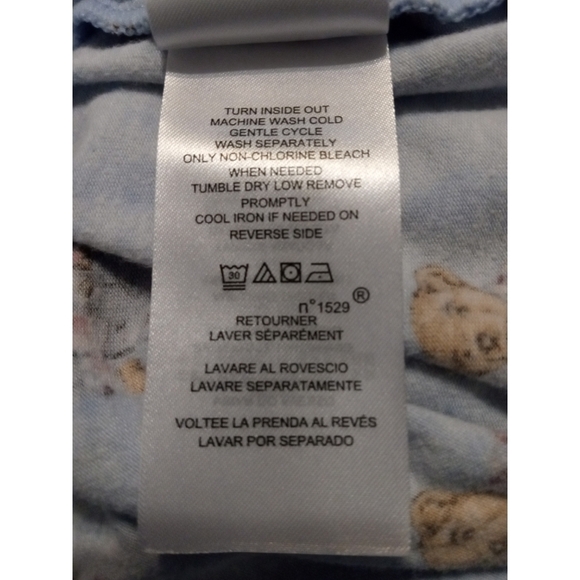 TURN INSIDE OUT
MACHINE WASH COLD
GENTLE CYCLE
WASH SEPARATELY
ONLY NON-CHLORINE BLEACH
WHEN NEEDED
TUMBLE DRY LOW REMOVE
PROMPTLY
COOL IRON IF NEEDED ON
REVERSE SIDE
30
n°1529 ®
RETOURNER
LAVER SÉPARÉMENT
LAVARE AL ROVESCIO
LAVARE SEPARATAMENTE
VOLTEE LA PRENDA AL REVÉS
LAVAR POR SEPARADO